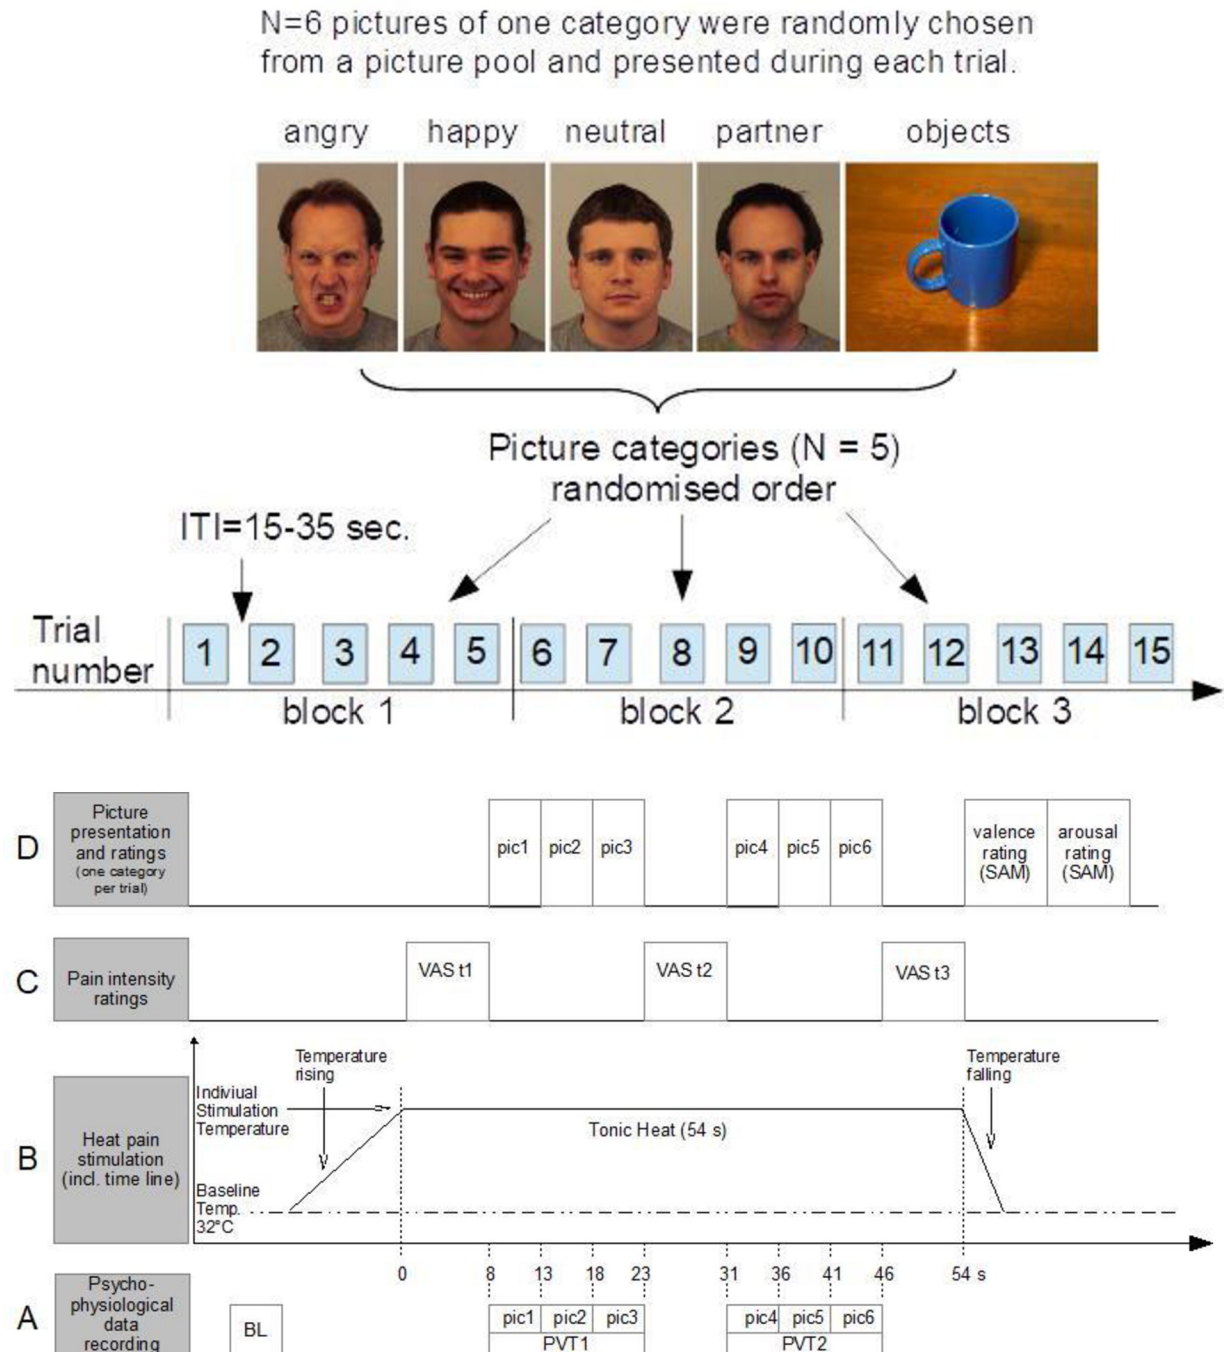 N=6 pictures of one category were randomly chosen
from a picture pool and presented during each trial.
angry happy neutral partner objects
Picture categories (N = 5)
randomised order
ITI=15-35 sec.
Trial
number
1 2 3 4 5 6 7 8 9 10 11 12 13 14 15
block 1 block 2 block 3
D
Picture
presentation
and ratings
(one category
per trial)
pic1 pic2 pic3 pic4 pic5 pic6
valence
rating
(SAM)
arousal
rating
(SAM)
C
Pain intensity
ratings
VAS t1 VAS t2 VAS t3
B
Heat pain
stimulation
(incl. time line)
Temperature
rising
Indiviual
Stimulation
Temperature
Baseline
Temp.
32°C
Tonic Heat (54 s)
Temperature
falling
0 8 13 18 23 31 36 41 46 54 s
A
Psycho-
physiological
data
recording
BL
pic1 pic2 pic3 pic4 pic5 pic6
PVT1 PVT2